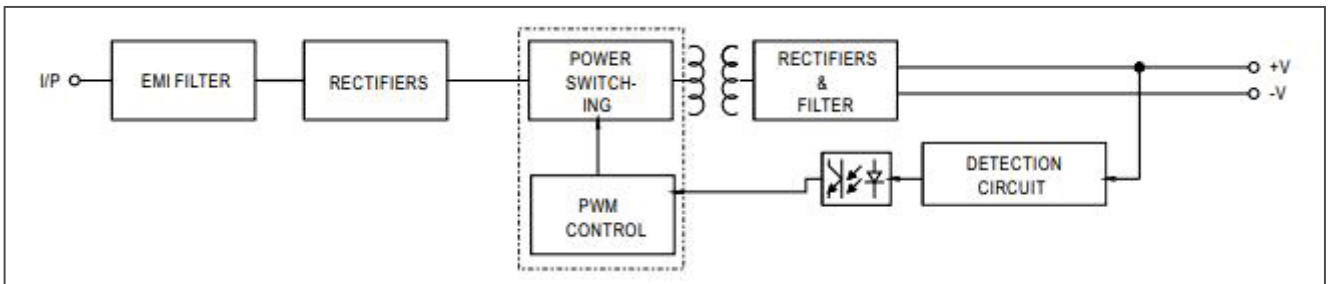 I/P
EMI FILTER
RECTIFIERS
POWER
SWITCH-
ING
RECTIFIERS
&
FILTER
+V
-V
PWM
CONTROL
DETECTION
CIRCUIT